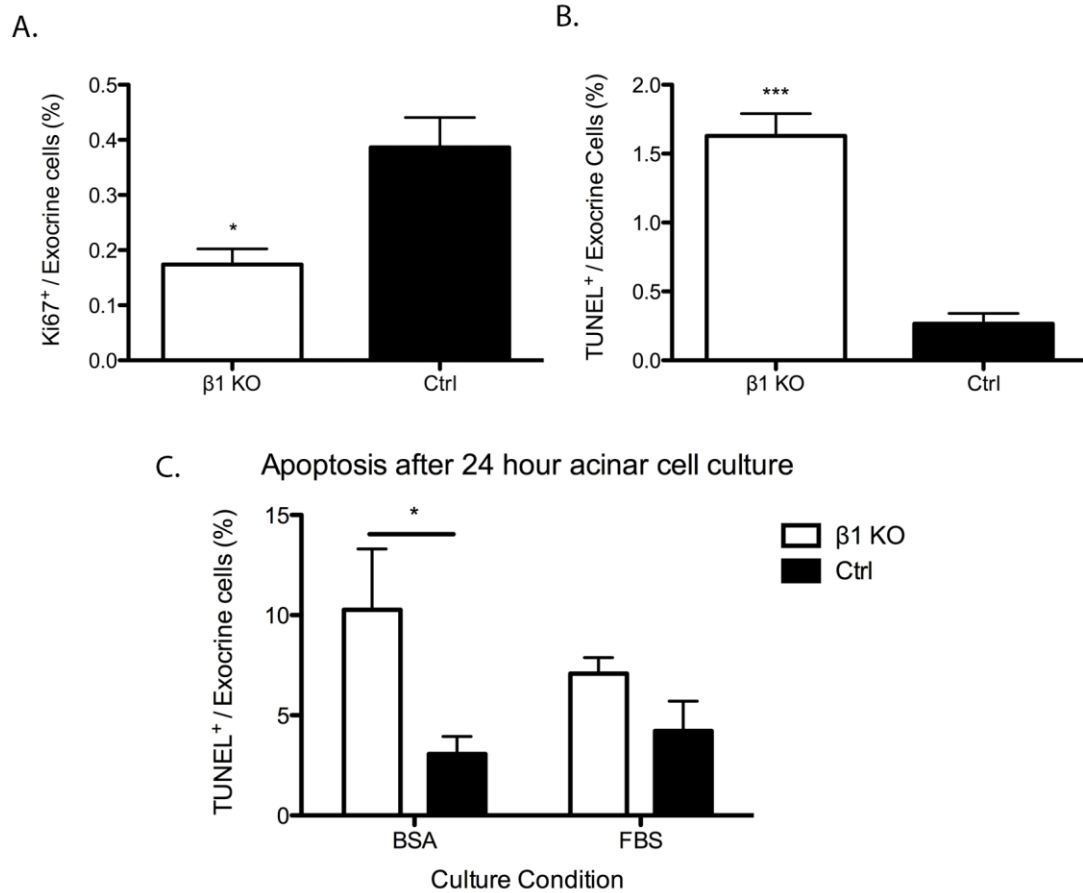 A.
Ki67⁺ / Exocrine cells (%)
0.5
0.4
0.3
0.2
0.1
0.0
*
β1 KO
Ctrl
B.
TUNEL⁺ / Exocrine Cells (%)
2.0
1.5
1.0
0.5
0.0
***
β1 KO
Ctrl
C.
Apoptosis after 24 hour acinar cell culture
TUNEL⁺ / Exocrine cells (%)
15
10
5
0
*
β1 KO
Ctrl
BSA
FBS
Culture Condition